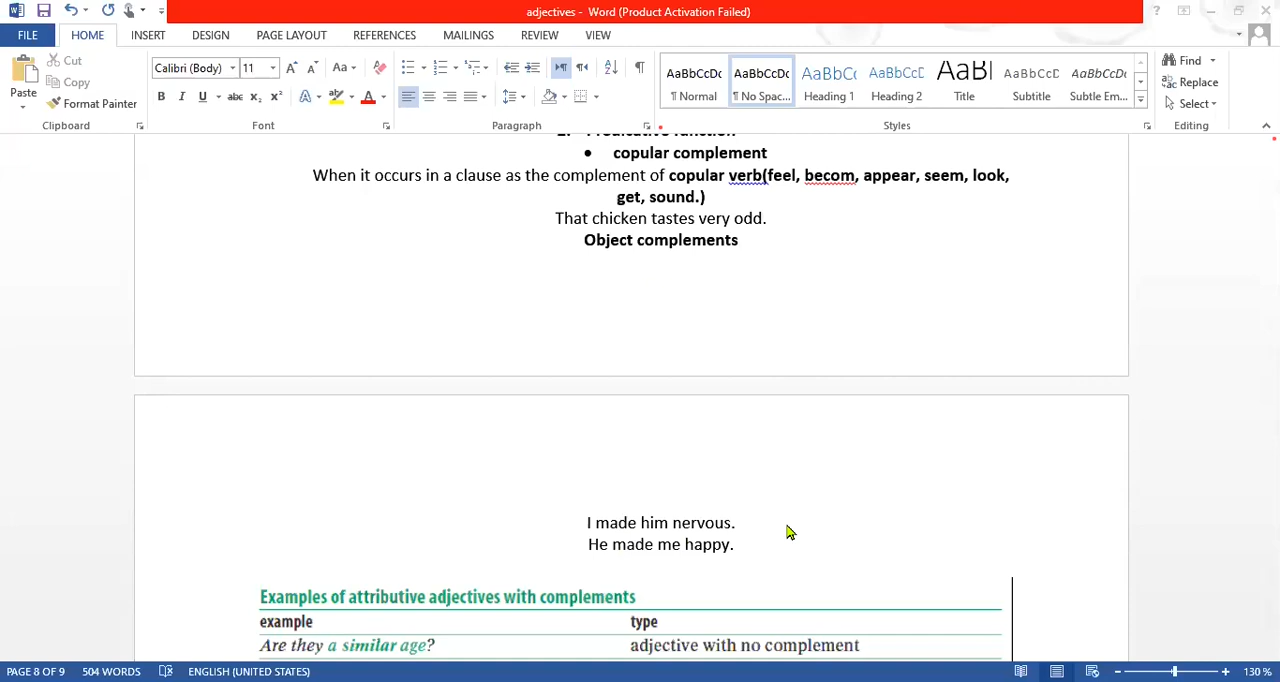 adjectives - Word (Product Activation Failed)
FILE HOME INSERT DESIGN PAGE LAYOUT REFERENCES MAILINGS REVIEW VIEW
Paste
Cut
Copy
Format Painter
Clipboard
Calibri (Body) 11
Font
Paragraph
AaBbCcDc AaBbCcDc AaBbCc AaBbCcD AaBl AaBbCcD AaBbCcDc
¶ Normal ¶ No Spac... Heading 1 Heading 2 Title Subtitle Subtle Em...
Styles
Find
Replace
Select
Editing
• copular complement
When it occurs in a clause as the complement of copular verb(feel, becom, appear, seem, look,
get, sound.)
That chicken tastes very odd.
Object complements
I made him nervous.
He made me happy.
Examples of attributive adjectives with complements
example type
Are they a similar age? adjective with no complement
PAGE 8 OF 9 504 WORDS ENGLISH (UNITED STATES) 130 %